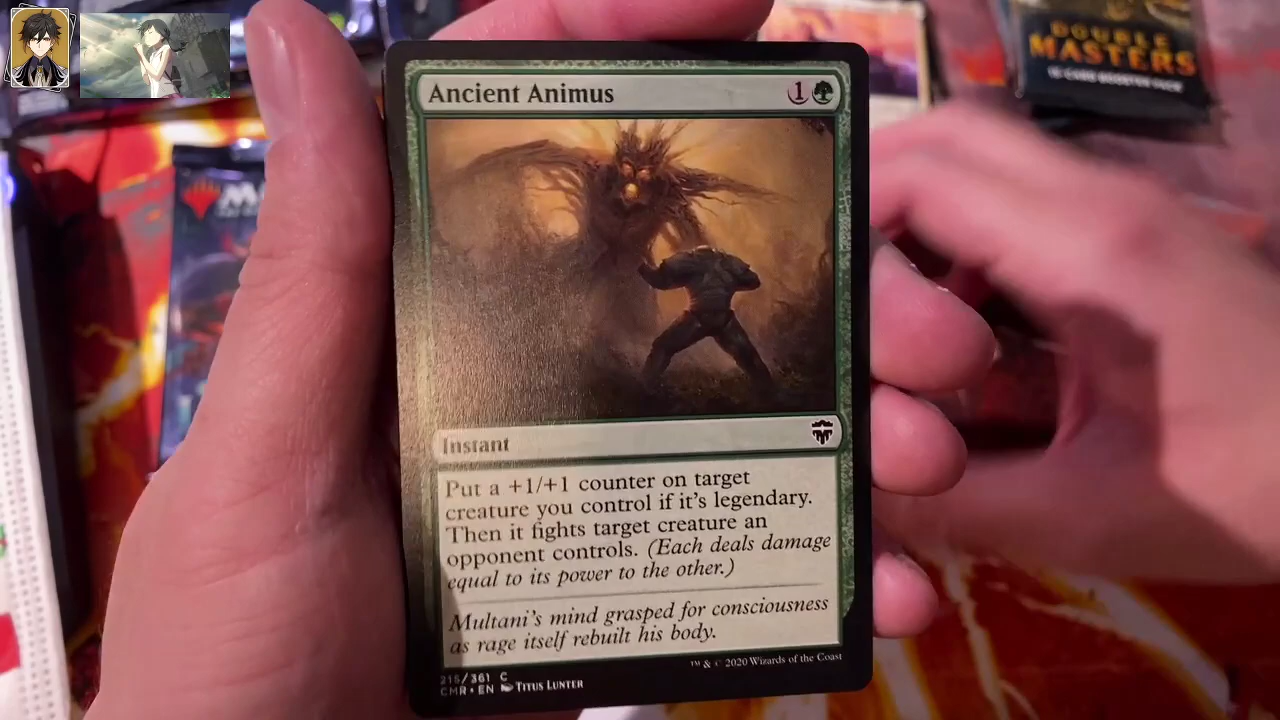 DOUBLE
MASTERS
Ancient Animus
1
Instant
Put a +1/+1 counter on target
creature you control if it's legendary.
Then it fights target creature an
opponent controls. (Each deals damage
equal to its power to the other.)
Multani's mind grasped for consciousness
as rage itself rebuilt his body.
™ & © 2020 Wizards of the Coast
215/361 C
CMR • EN Titus Lunter